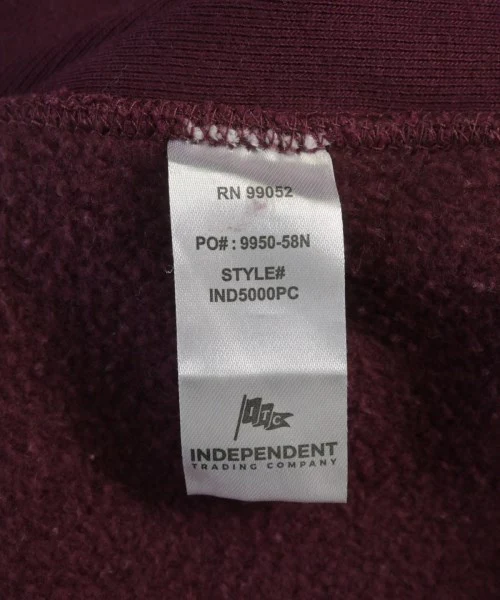 RN 99052
PO# : 9950-58N
STYLE#
IND5000PC
ITC
INDEPENDENT
TRADING COMPANY